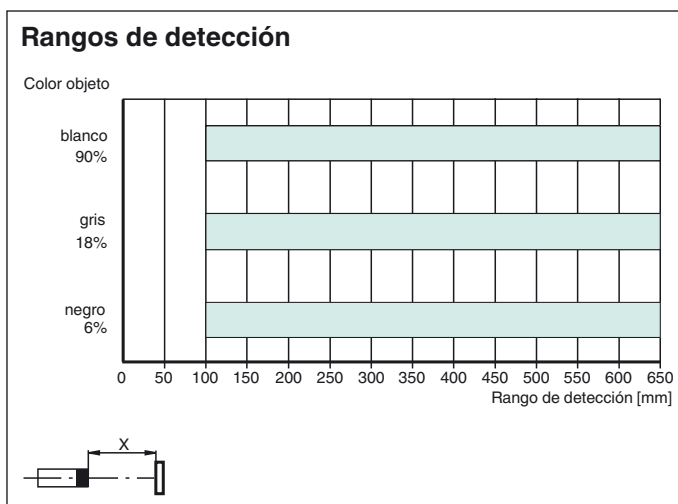 Rangos de detección
Color objeto
blanco
90%
gris
18%
negro
6%
0 50 100 150 200 250 300 350 400 450 500 550 600 650
Rango de detección [mm]
X